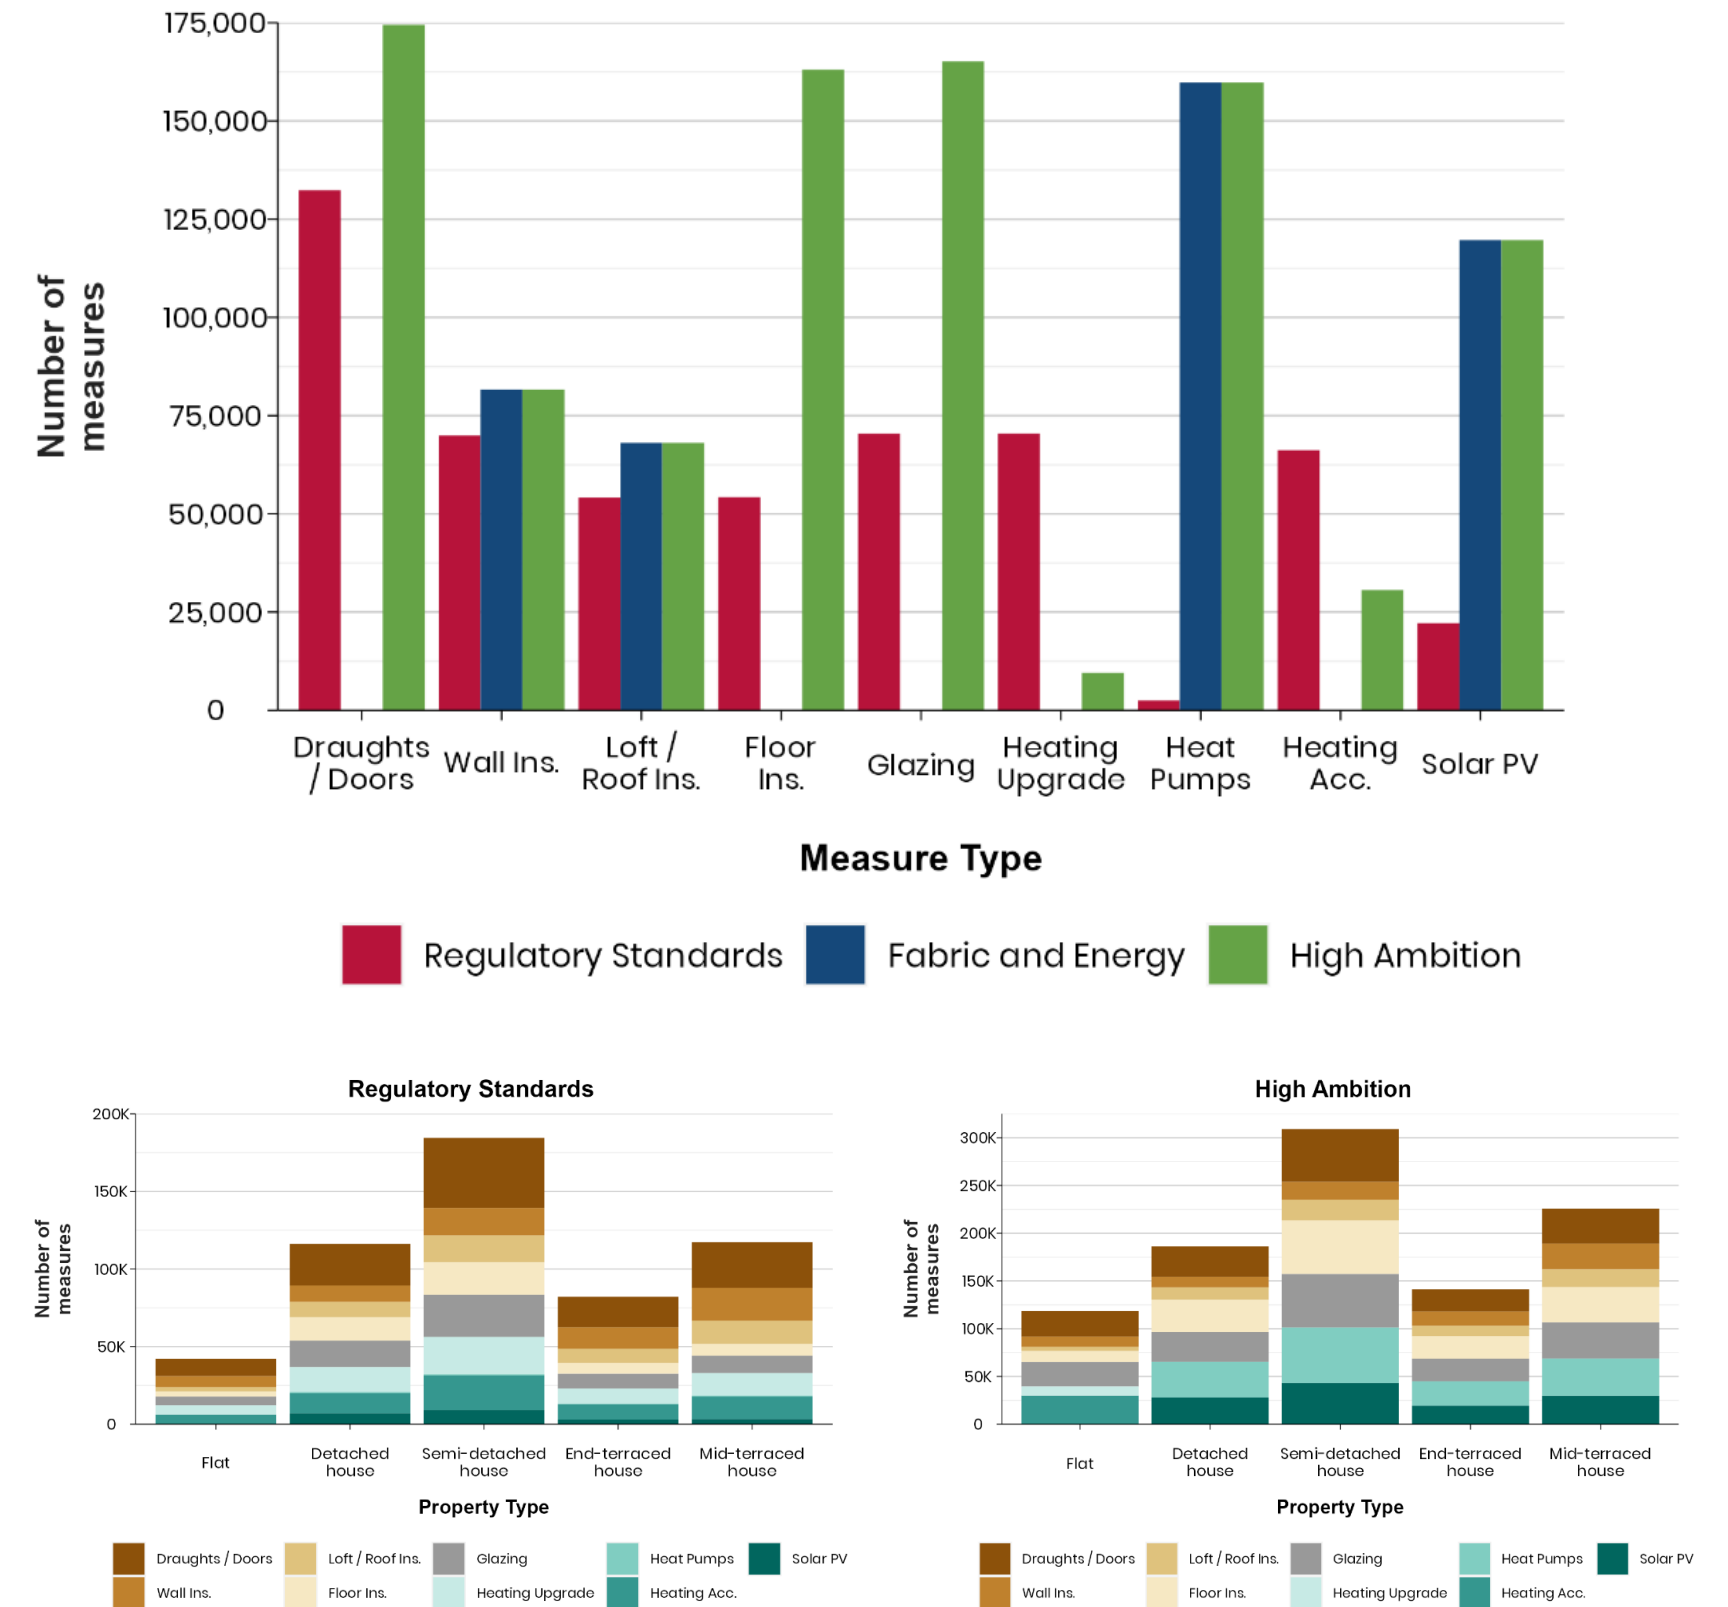 175,000
150,000
125,000
100,000
75,000
50,000
25,000
0
Number of
measures
Draughts
/ Doors
Wall Ins.
Loft /
Roof Ins.
Floor
Ins.
Glazing
Heating
Upgrade
Heat
Pumps
Heating
Acc.
Solar PV
Measure Type
Regulatory Standards
Fabric and Energy
High Ambition
Regulatory Standards
200K
150K
100K
50K
0
Number of
measures
Flat
Detached
house
Semi-detached
house
End-terraced
house
Mid-terraced
house
Property Type
Draughts / Doors
Loft / Roof Ins.
Glazing
Heat Pumps
Solar PV
Wall Ins.
Floor Ins.
Heating Upgrade
Heating Acc.
High Ambition
300K
250K
200K
150K
100K
50K
0
Number of
measures
Flat
Detached
house
Semi-detached
house
End-terraced
house
Mid-terraced
house
Property Type
Draughts / Doors
Loft / Roof Ins.
Glazing
Heat Pumps
Solar PV
Wall Ins.
Floor Ins.
Heating Upgrade
Heating Acc.